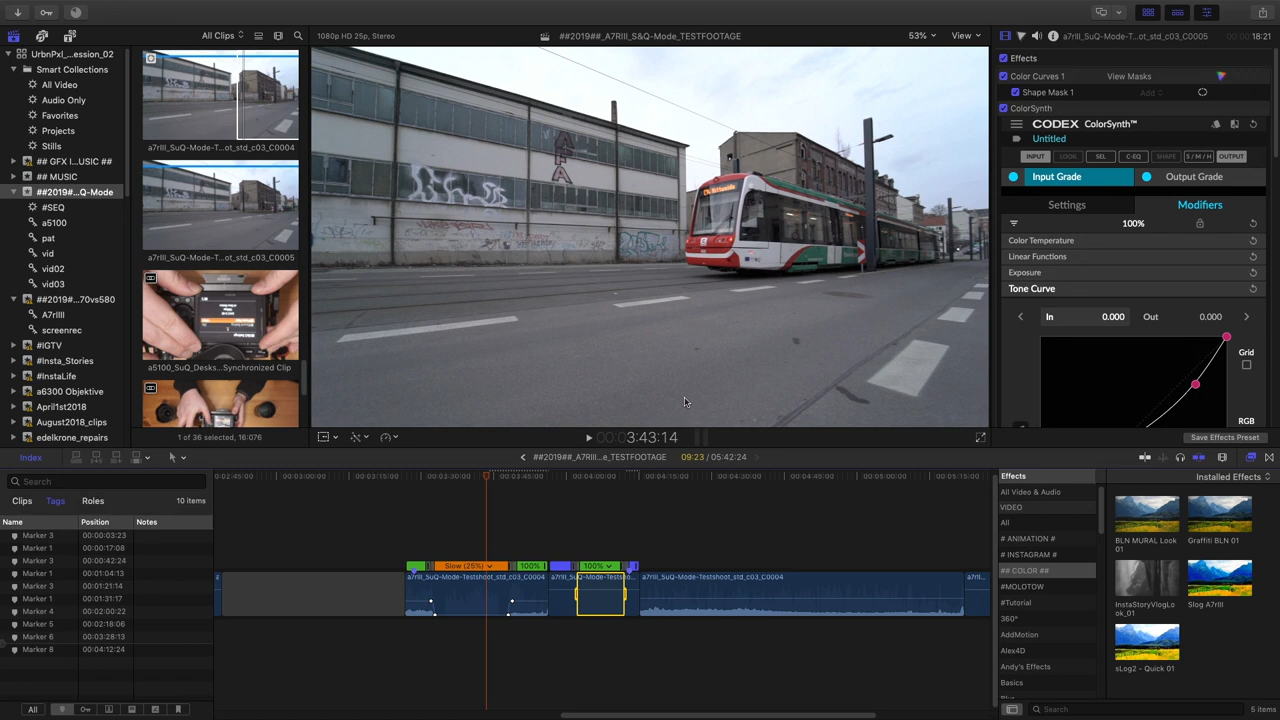 All Clips
1080p HD 25p, Stereo
##2019##_A7RIII_S&Q-Mode_TESTFOOTAGE
53%
View
a7rIII_SuQ-Mode-T...ot_std_c03_C0005
00:00:18:21
UrbnPxl_...ession_02
Smart Collections
All Video
Audio Only
Favorites
Projects
Stills
## GFX I...USIC ##
## MUSIC
##2019#...Q-Mode
#SEQ
a5100
pat
vid
vid02
vid03
##2019#...70vs580
A7rIIII
screenrec
#IGTV
#Insta_Stories
#InstaLife
a6300 Objektive
April1st2018
August2018_clips
edelkrone_repairs
a7rIII_SuQ-Mode-T...ot_std_c03_C0004
a7rIII_SuQ-Mode-T...ot_std_c03_C0005
a5100_SuQ_Desks...Synchronized Clip
1 of 36 selected, 16:076
AFA
00:00:3:43:14
Effects
Color Curves 1
View Masks
Shape Mask 1
Add
ColorSynth
CODEX ColorSynth™
Untitled
INPUT
LOOK
SEL
C-EQ
SHAPE
S/M/H
OUTPUT
Input Grade
Output Grade
Settings
Modifiers
100%
Color Temperature
Linear Functions
Exposure
Tone Curve
In
0.000
Out
0.000
Grid
RGB
Save Effects Preset
Index
##2019##_A7RIII...e_TESTFOOTAGE
09:23 / 05:42:24
Search
Clips
Tags
Roles
10 items
Name
Position
Notes
Marker 3
00:00:03:23
Marker 1
00:00:17:08
Marker 3
00:00:42:24
Marker 1
00:01:04:13
Marker 3
00:01:21:14
Marker 1
00:01:31:17
Marker 4
00:02:00:22
Marker 5
00:02:18:06
Marker 6
00:03:28:13
Marker 8
00:04:12:24
All
0:02:45:00
00:03:00:00
00:03:15:00
00:03:30:00
00:03:45:00
00:04:00:00
00:04:15:00
00:04:30:00
00:04:45:00
00:05:00:00
00:05:15:00
Slow (25%)
100%
100%
a7rIII_SuQ-Mode-Testshoot_std_c03_C0004
a7rIII_SuQ-Mode-Testsho...
a7rIII_SuQ-Mode-Testshoot_std_c03_C0004
a7rII...
Effects
Installed Effects
All Video & Audio
VIDEO
All
# ANIMATION #
# INSTAGRAM #
## COLOR ##
#MOLOTOW
#Tutorial
360°
AddMotion
Alex4D
Andy's Effects
Basics
BLN MURAL Look 01
Graffiti BLN 01
InstaStoryVlogLook_01
Slog A7rIII
sLog2 - Quick 01
Search
5 items